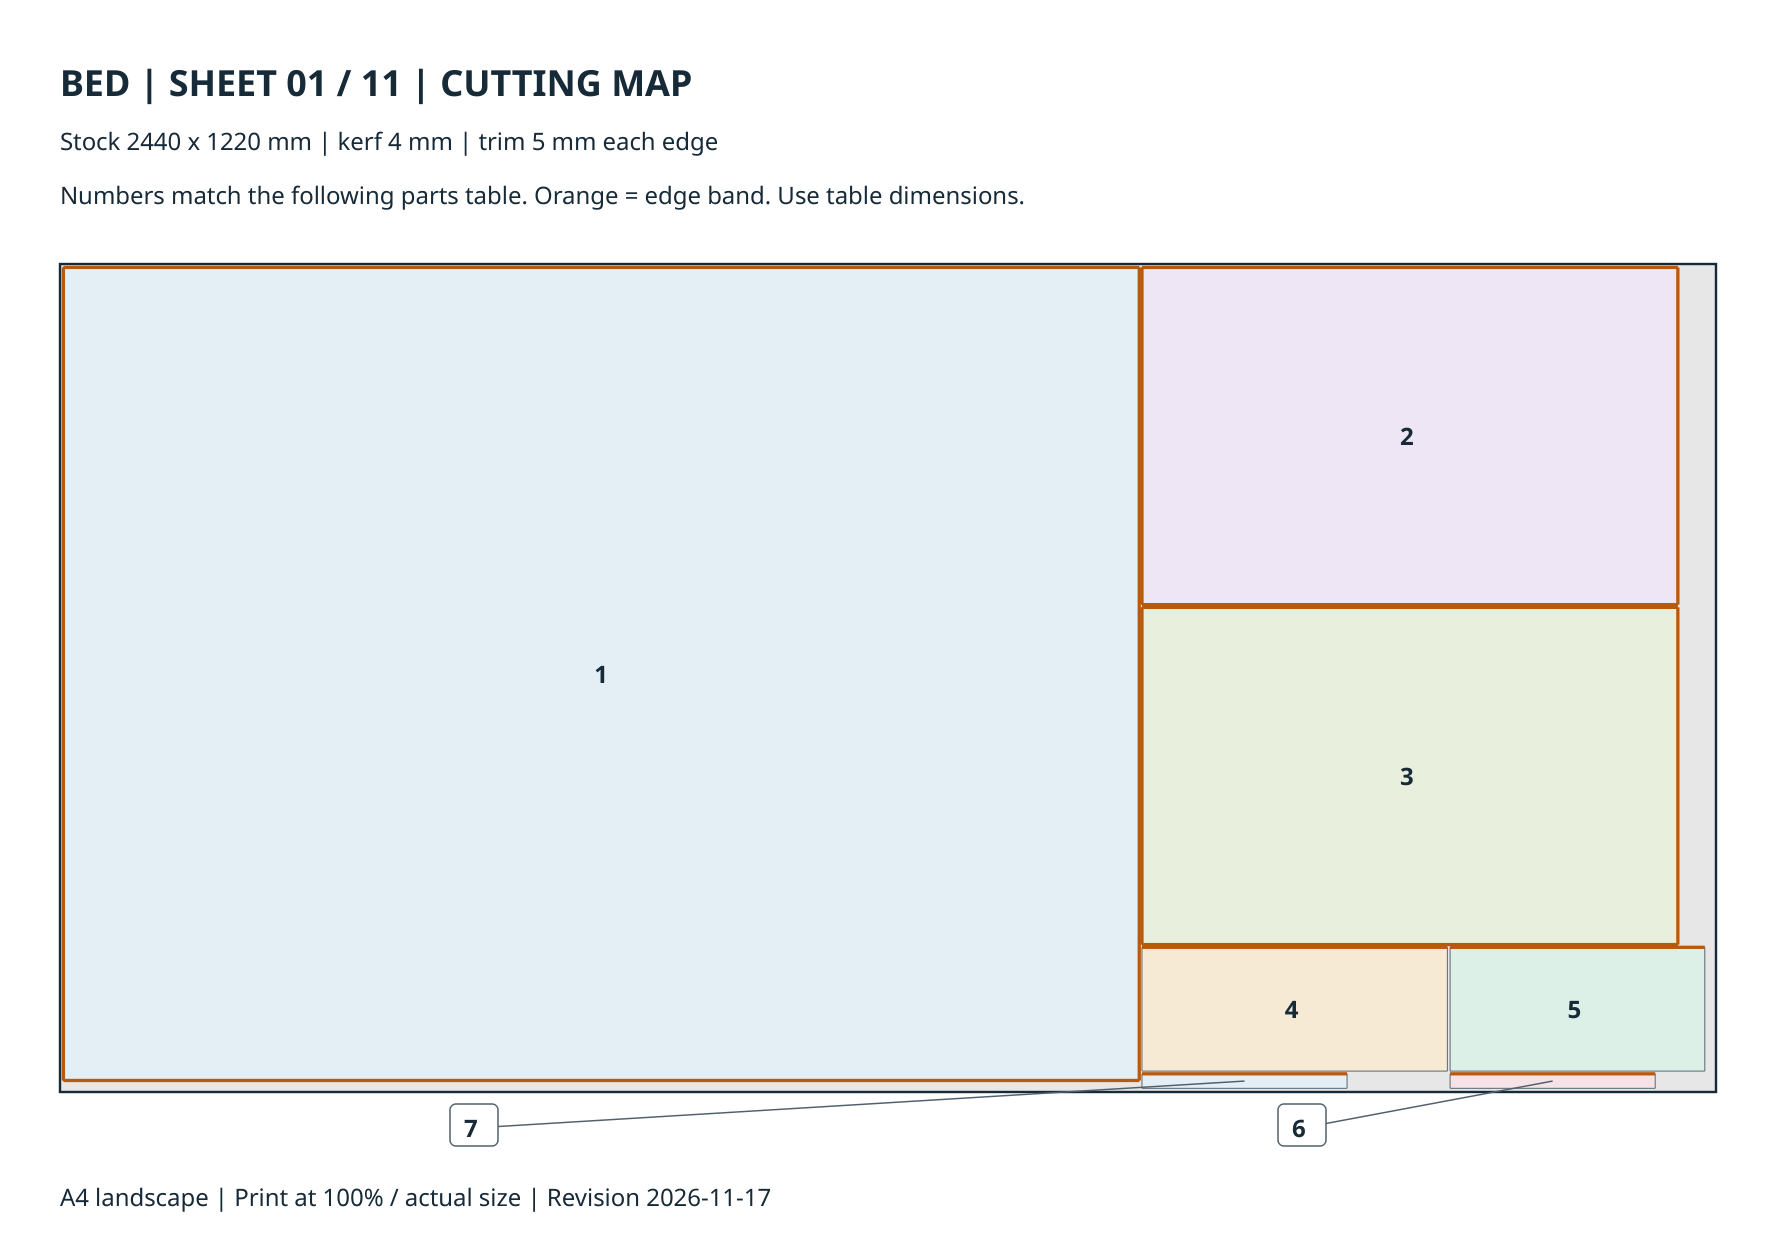 BED | SHEET 01 / 11 | CUTTING MAP
Stock 2440 x 1220 mm | kerf 4 mm | trim 5 mm each edge
Numbers match the following parts table. Orange = edge band. Use table dimensions.
2
1
3
4
5
7
6
A4 landscape | Print at 100% / actual size | Revision 2026-11-17